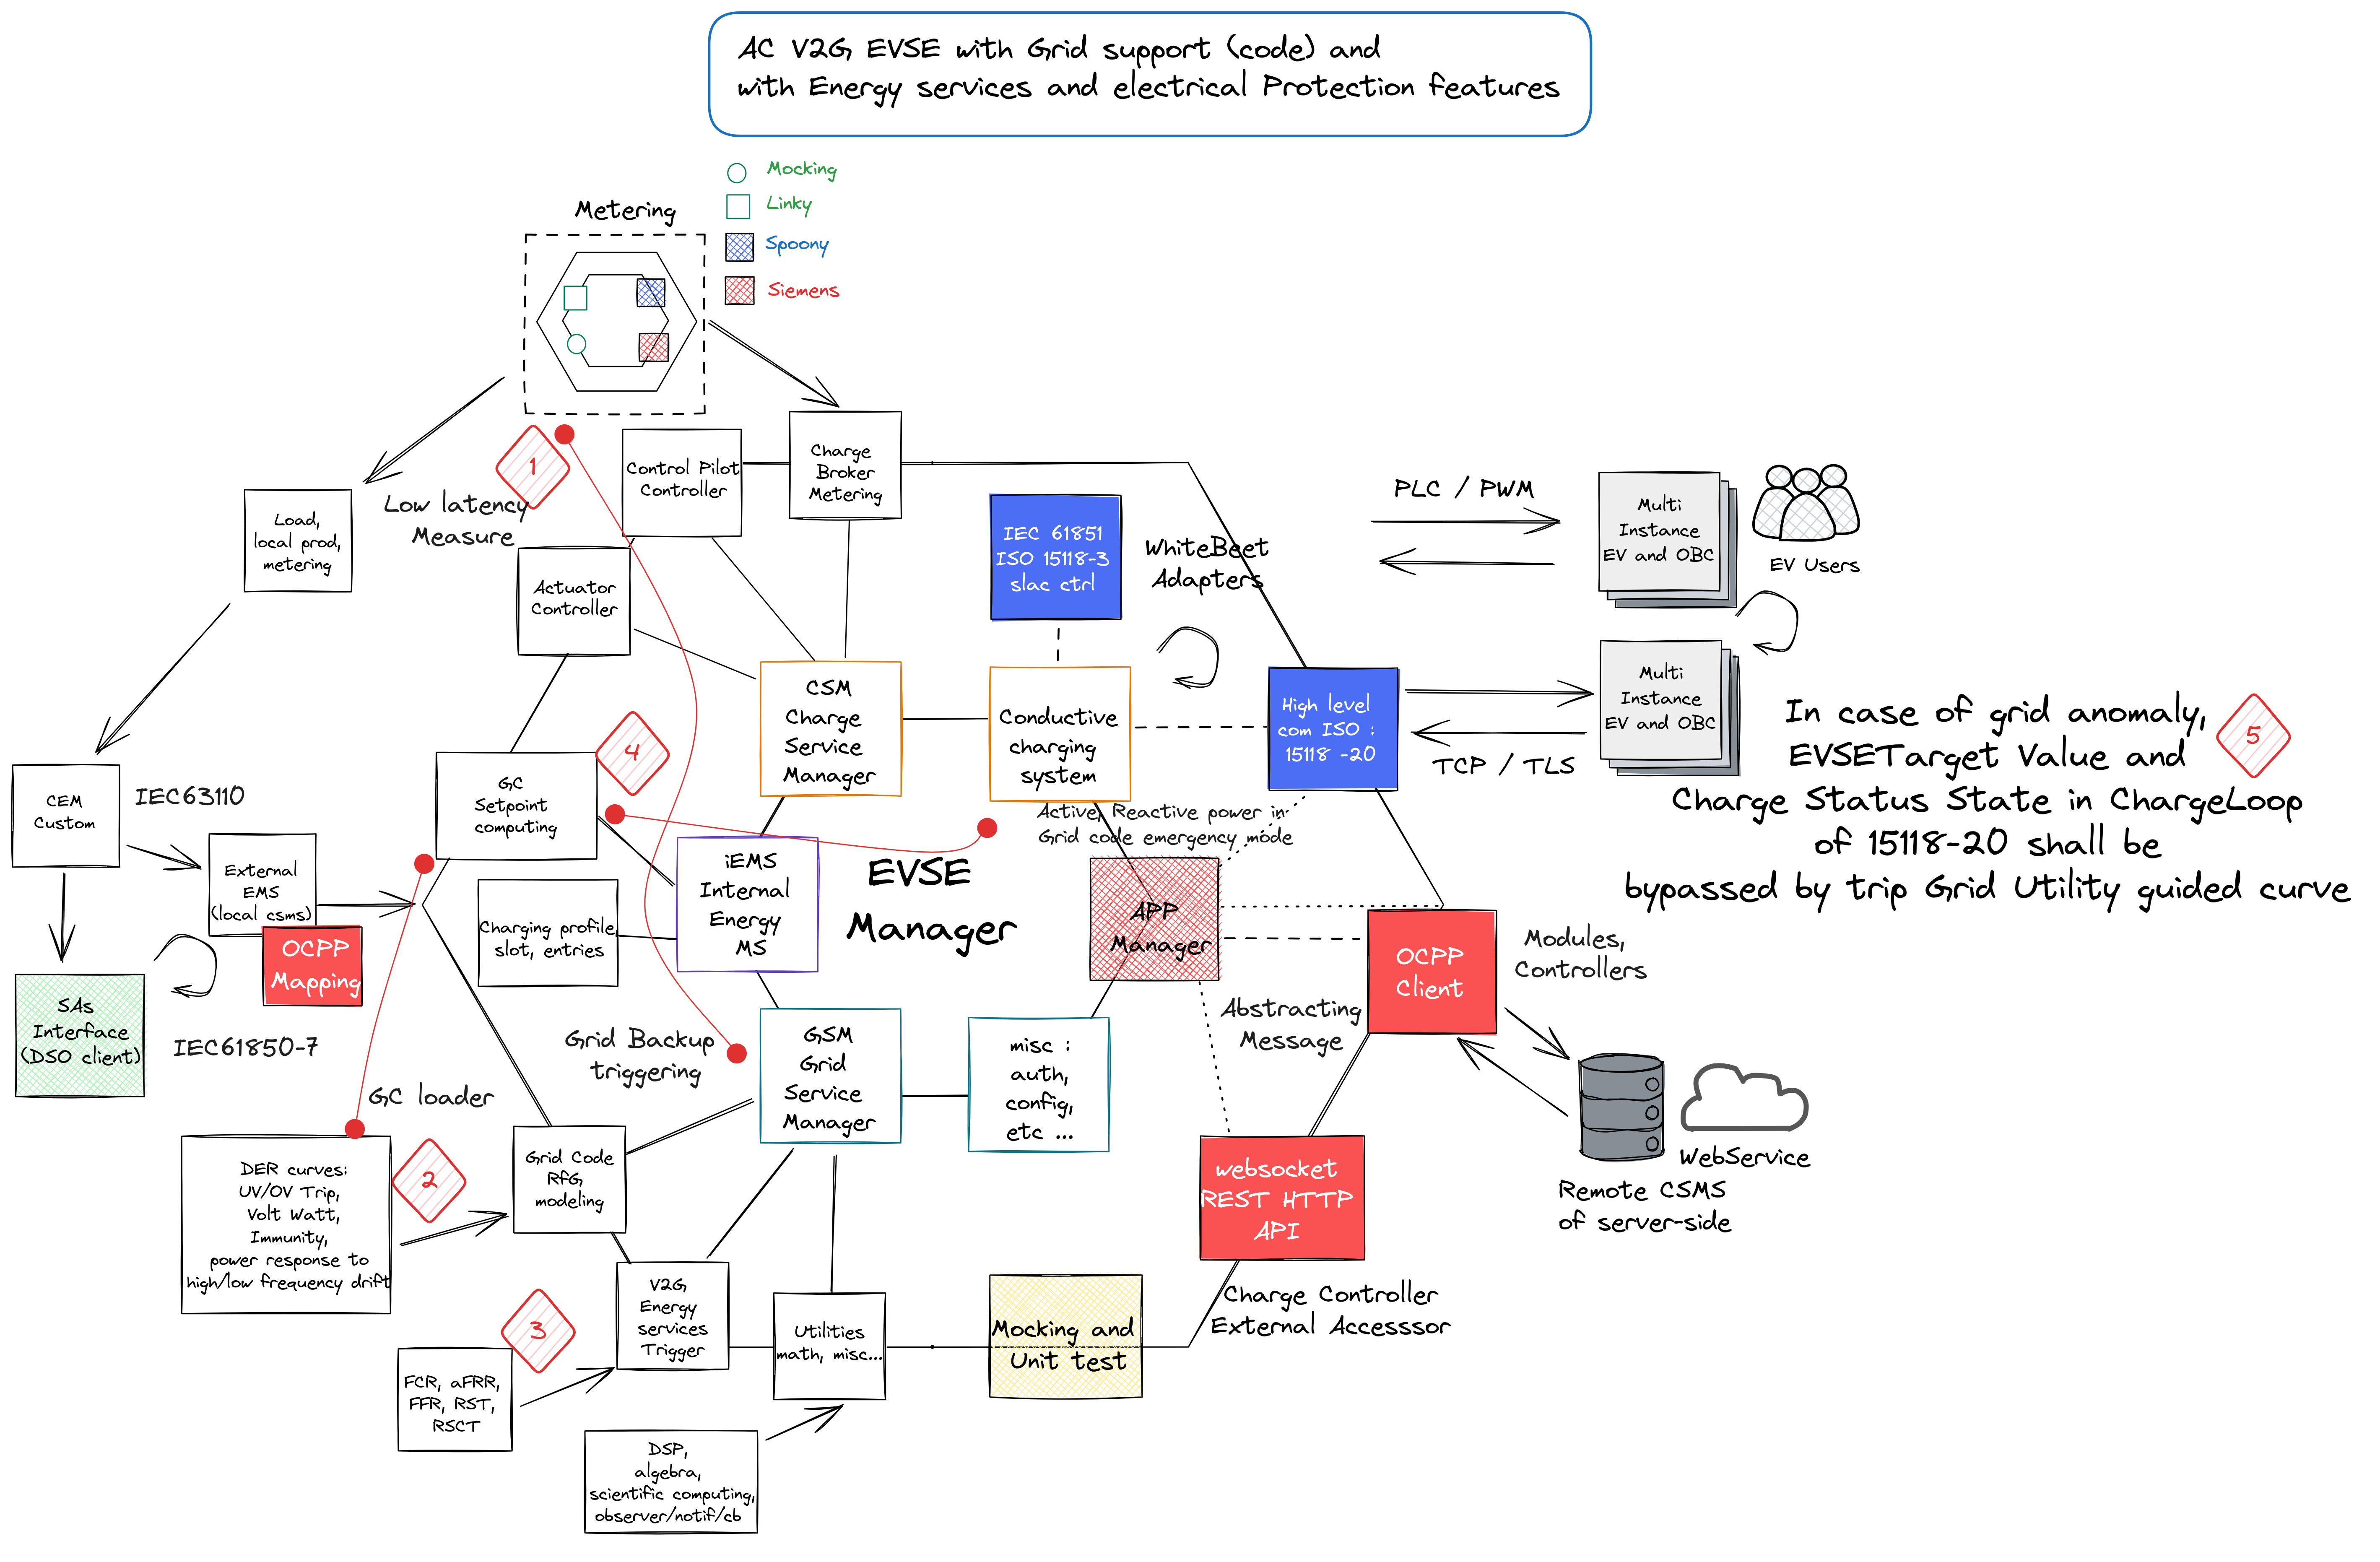 AC V2G EVSE with Grid support (code) and
with Energy services and electrical Protection features
Mocking
Linky
Spoony
Siemens
Metering
1
Low latency
Measure
Control Pilot
Controller
Charge
Broker
Metering
Load,
local prod,
metering
Actuator
Controller
IEC 61851
ISO 15118-3
slac ctrl
WhiteBeet
Adapters
PLC / PWM
Multi
Instance
EV and OBC
EV Users
CSM
Charge
Service
Manager
Conductive
charging
system
High level
com ISO :
15118 -20
TCP / TLS
Multi
Instance
EV and OBC
In case of grid anomaly,
EVSETarget Value and
Charge Status State in ChargeLoop
of 15118-20 shall be
bypassed by trip Grid Utility guided curve
5
4
GC
Setpoint
computing
CEM
Custom
IEC63110
External
EMS
(local csms)
OCPP
Mapping
SAs
Interface
(DSO client)
IEC61850-7
Charging profile,
slot, entries
iEMS
Internal
Energy
MS
EVSE
Manager
Active, Reactive power in
Grid code emergency mode
APP
Manager
OCPP
Client
Modules,
Controllers
Abstracting
Message
Grid Backup
triggering
GSM
Grid
Service
Manager
misc :
auth,
config,
etc ...
WebService
Remote CSMS
of server-side
websocket
REST HTTP
API
Charge Controller
External Accesssor
GC loader
DER curves:
UV/OV Trip,
Volt Watt,
Immunity,
power response to
high/low frequency drift
2
Grid Code
RfG
modeling
3
V2G
Energy
services
Trigger
Utilities
math, misc...
Mocking and
Unit test
FCR, aFRR,
FFR, RST,
RSCT
DSP,
algebra,
scientific computing,
observer/notif/cb